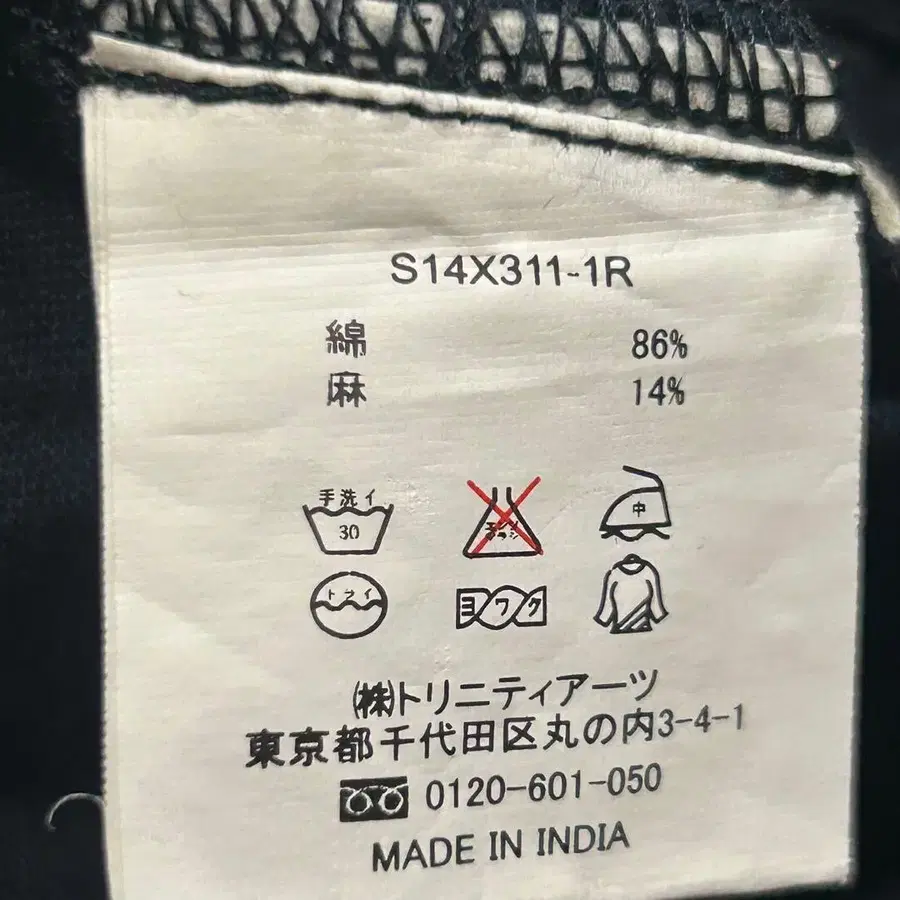 S14X311-1R
綿 86%
麻 14%
手洗イ
30
中
ドライ
ヨワク
㈱トリニティアーツ
東京都千代田区丸の内3-4-1
0120-601-050
MADE IN INDIA